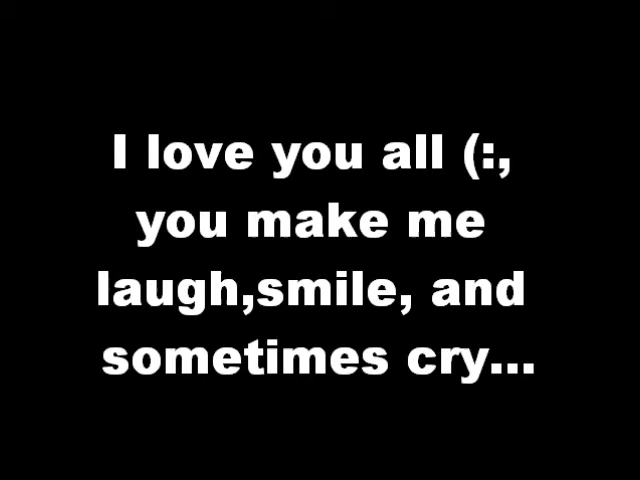 I love you all (:,
you make me
laugh,smile, and
sometimes cry...